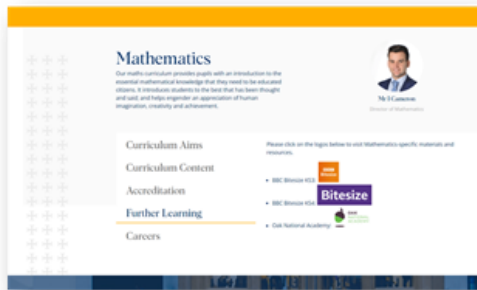 Mathematics
Our maths curriculum provides pupils with an introduction to the
essential mathematical knowledge that they need to be educated
citizens. It introduces students to the best that has been thought
and said; and helps engender an appreciation of human
imagination, creativity and achievement.
Mr I Cameron
Director of Mathematics
Curriculum Aims
Curriculum Content
Accreditation
Further Learning
Careers
Please click on the logos below to visit Mathematics specific materials and
resources.
BBC Bitesize KS3:
BBC Bitesize KS4:
Bitesize
Oak National Academy: